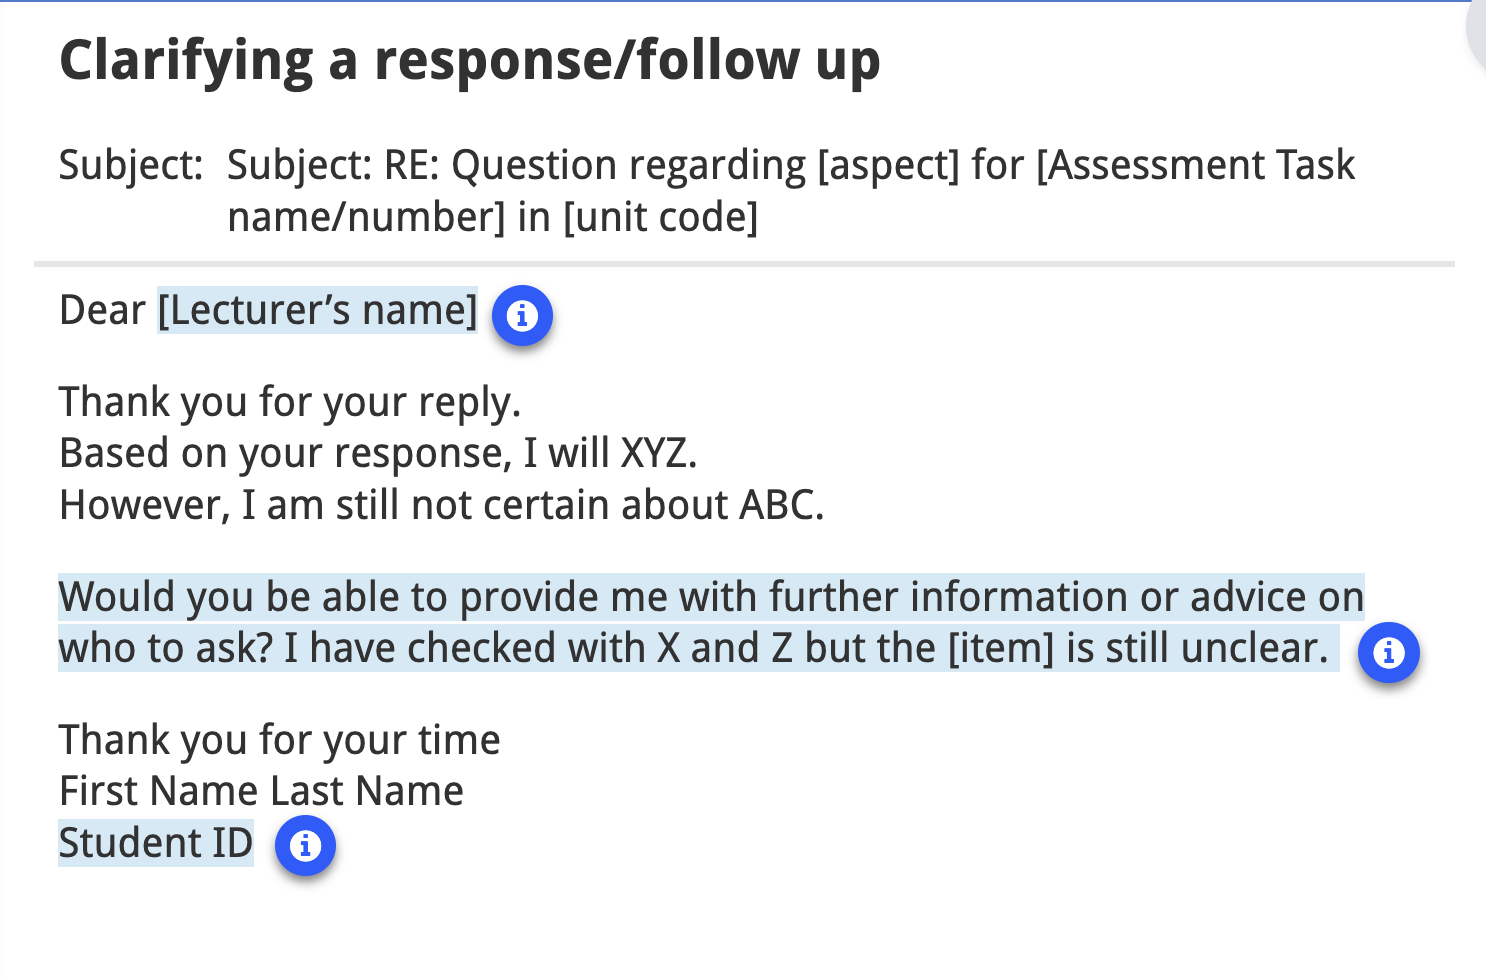 Clarifying a response/follow up
Subject: Subject: RE: Question regarding [aspect] for [Assessment Task
name/number] in [unit code]
Dear [Lecturer’s name]
Thank you for your reply.
Based on your response, I will XYZ.
However, I am still not certain about ABC.
Would you be able to provide me with further information or advice on
who to ask? I have checked with X and Z but the [item] is still unclear.
Thank you for your time
First Name Last Name
Student ID